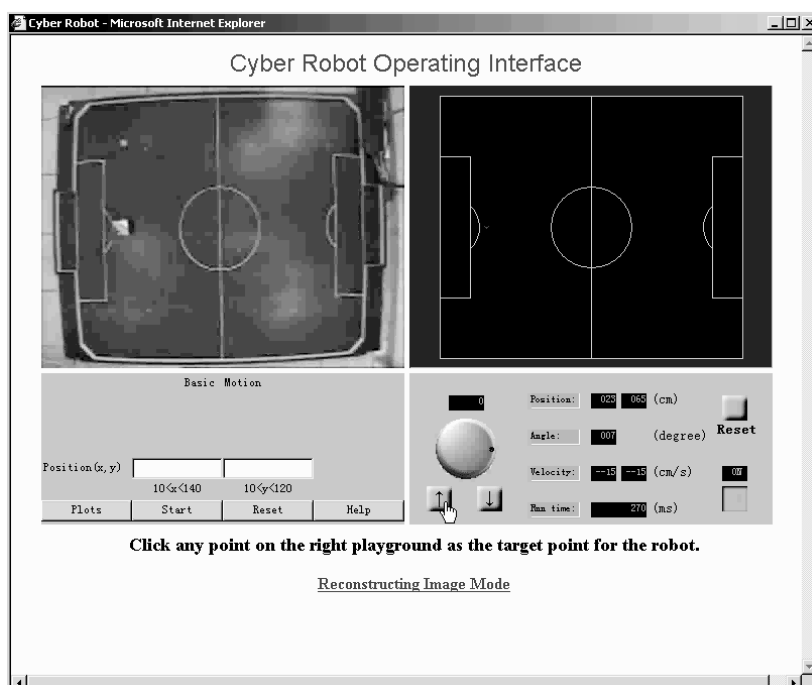 Cyber Robot - Microsoft Internet Explorer
Cyber Robot Operating Interface
Basic Motion
Position(x, y)
10<x<140 10<y<120
Plots Start Reset Help
0
Position: 023 065 (cm)
Angle: 007 (degree)
Velocity: --15 --15 (cm/s)
Run time: 270 (ms)
Reset
↑ ↓
Click any point on the right playground as the target point for the robot.
Reconstructing Image Mode